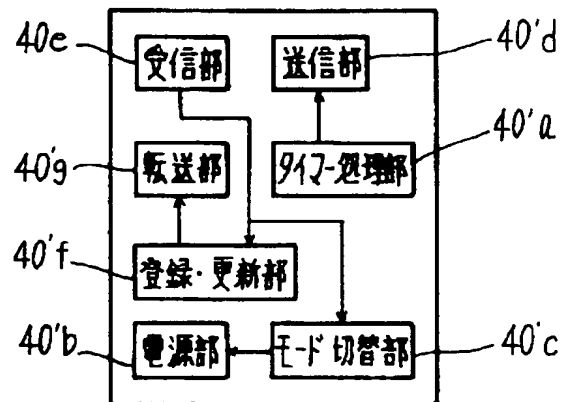 40e
受信部
送信部
40'd
40'g
転送部
タイマー処理部
40'a
40'f
登録・更新部
40'b
電源部
モード切替部
40'c